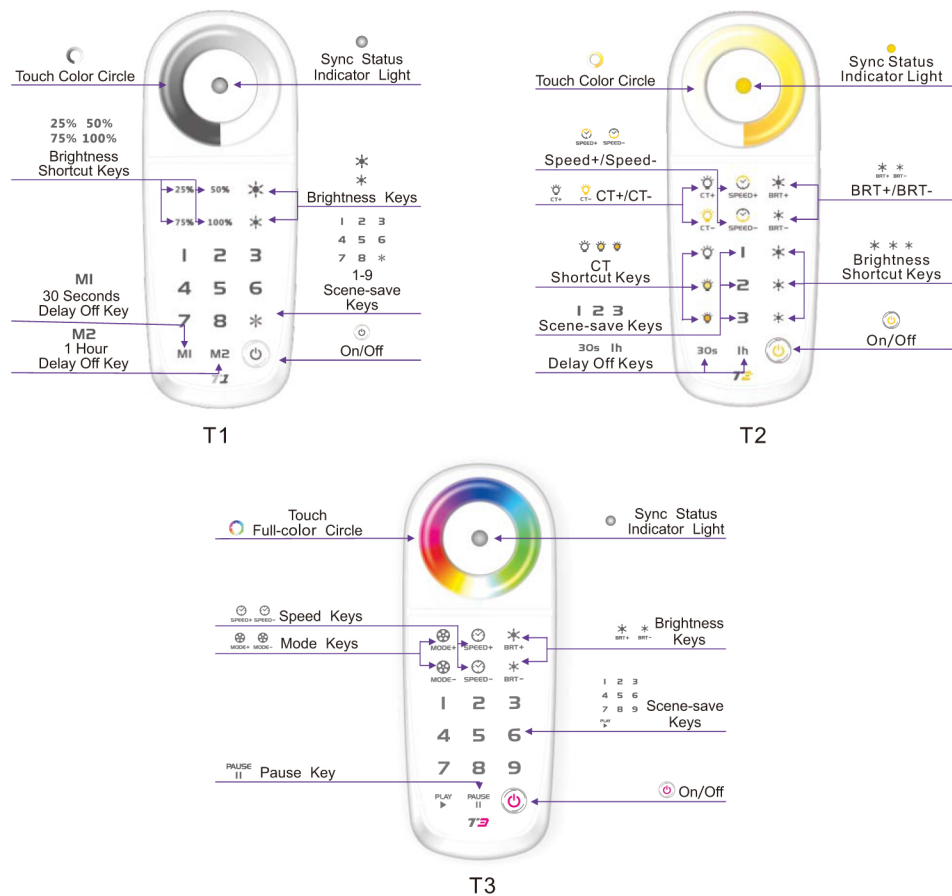 Touch Color Circle
Sync Status
Indicator Light
25% 50%
75% 100%
Brightness
Shortcut Keys
Brightness Keys
1 2 3
4 5 6
7 8 *
1-9
Scene-save
Keys
M1
30 Seconds
Delay Off Key
M2
1 Hour
Delay Off Key
On/Off
25% 50%
75% 100%
1 2 3
4 5 6
7 8 *
M1 M2
T1
T1
Touch Color Circle
Sync Status
Indicator Light
SPEED+ SPEED-
Speed+/Speed-
CT+ CT- CT+/CT-
BRT+ BRT-
BRT+/BRT-
CT
Shortcut Keys
Brightness
Shortcut Keys
1 2 3
Scene-save Keys
30s 1h
Delay Off Keys
On/Off
CT+ SPEED+ BRT+
CT- SPEED- BRT-
1
2
3
30s 1h
T2
T2
Touch
Full-color Circle
Sync Status
Indicator Light
SPEED+ SPEED- Speed Keys
MODE+ MODE- Mode Keys
BRT+ BRT- Brightness
Keys
1 2 3
4 5 6
7 8 9
PLAY
Scene-save
Keys
PAUSE
Pause Key
On/Off
MODE+ SPEED+ BRT+
MODE- SPEED- BRT-
1 2 3
4 5 6
7 8 9
PLAY PAUSE
T3
T3